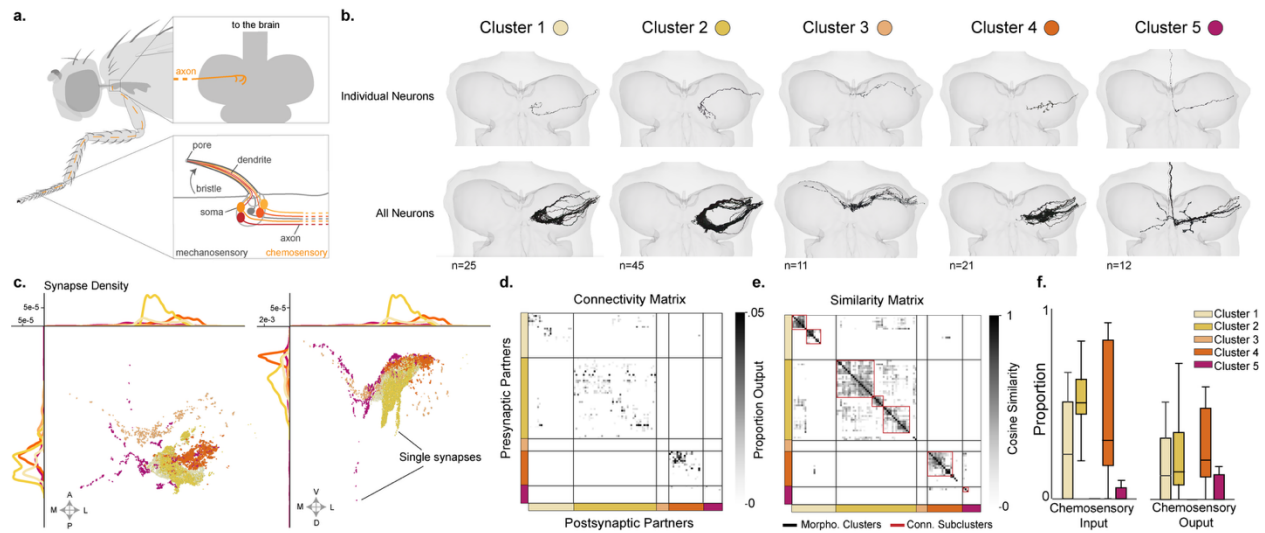 a.
to the brain
axon
pore
dendrite
bristle
soma
axon
mechanosensory
chemosensory
b.
Cluster 1
Cluster 2
Cluster 3
Cluster 4
Cluster 5
Individual Neurons
All Neurons
n=25
n=45
n=11
n=21
n=12
c.
Synapse Density
5e-5
5e-5
5e-5
2e-3
Single synapses
A
M L
P
V
M L
D
d.
Connectivity Matrix
Presynaptic Partners
Postsynaptic Partners
.05
Proportion Output
-0
e.
Similarity Matrix
Morpho. Clusters
Conn. Subclusters
1
Cosine Similarity
-0
f.
Proportion
1
0
Cluster 1
Cluster 2
Cluster 3
Cluster 4
Cluster 5
Chemosensory
Input
Chemosensory
Ouput